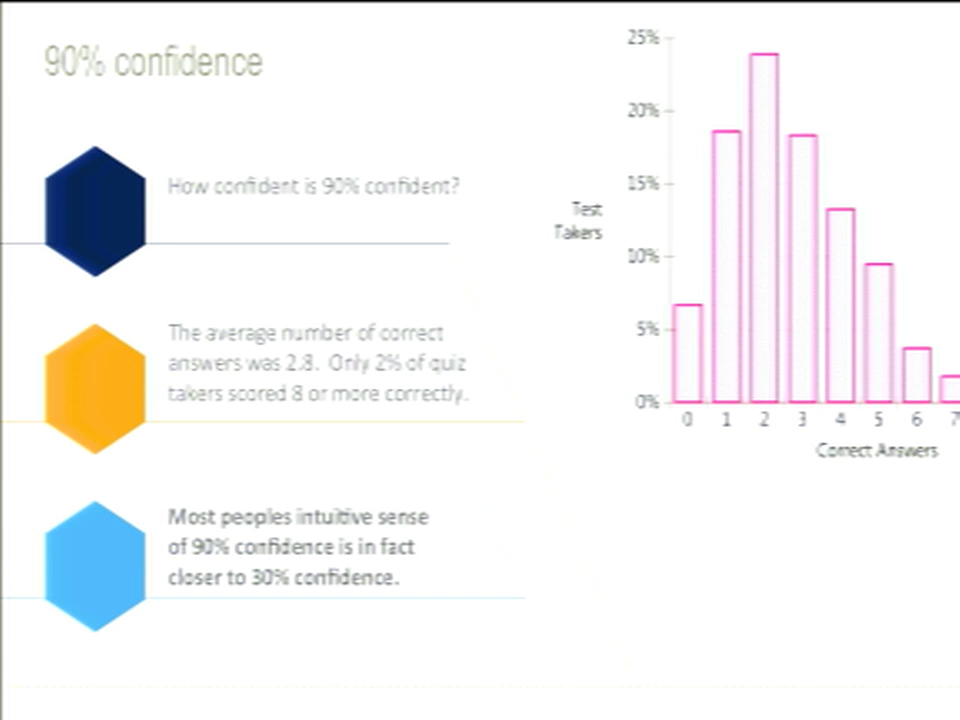 90% confidence
How confident is 90% confident?
The average number of correct
answers was 2.8. Only 2% of quiz
takers scored 8 or more correctly.
Most peoples intuitive sense
of 90% confidence is in fact
closer to 30% confidence.
25%
20%
15%
10%
5%
0%
Test
Takers
0 1 2 3 4 5 6 7
Correct Answers